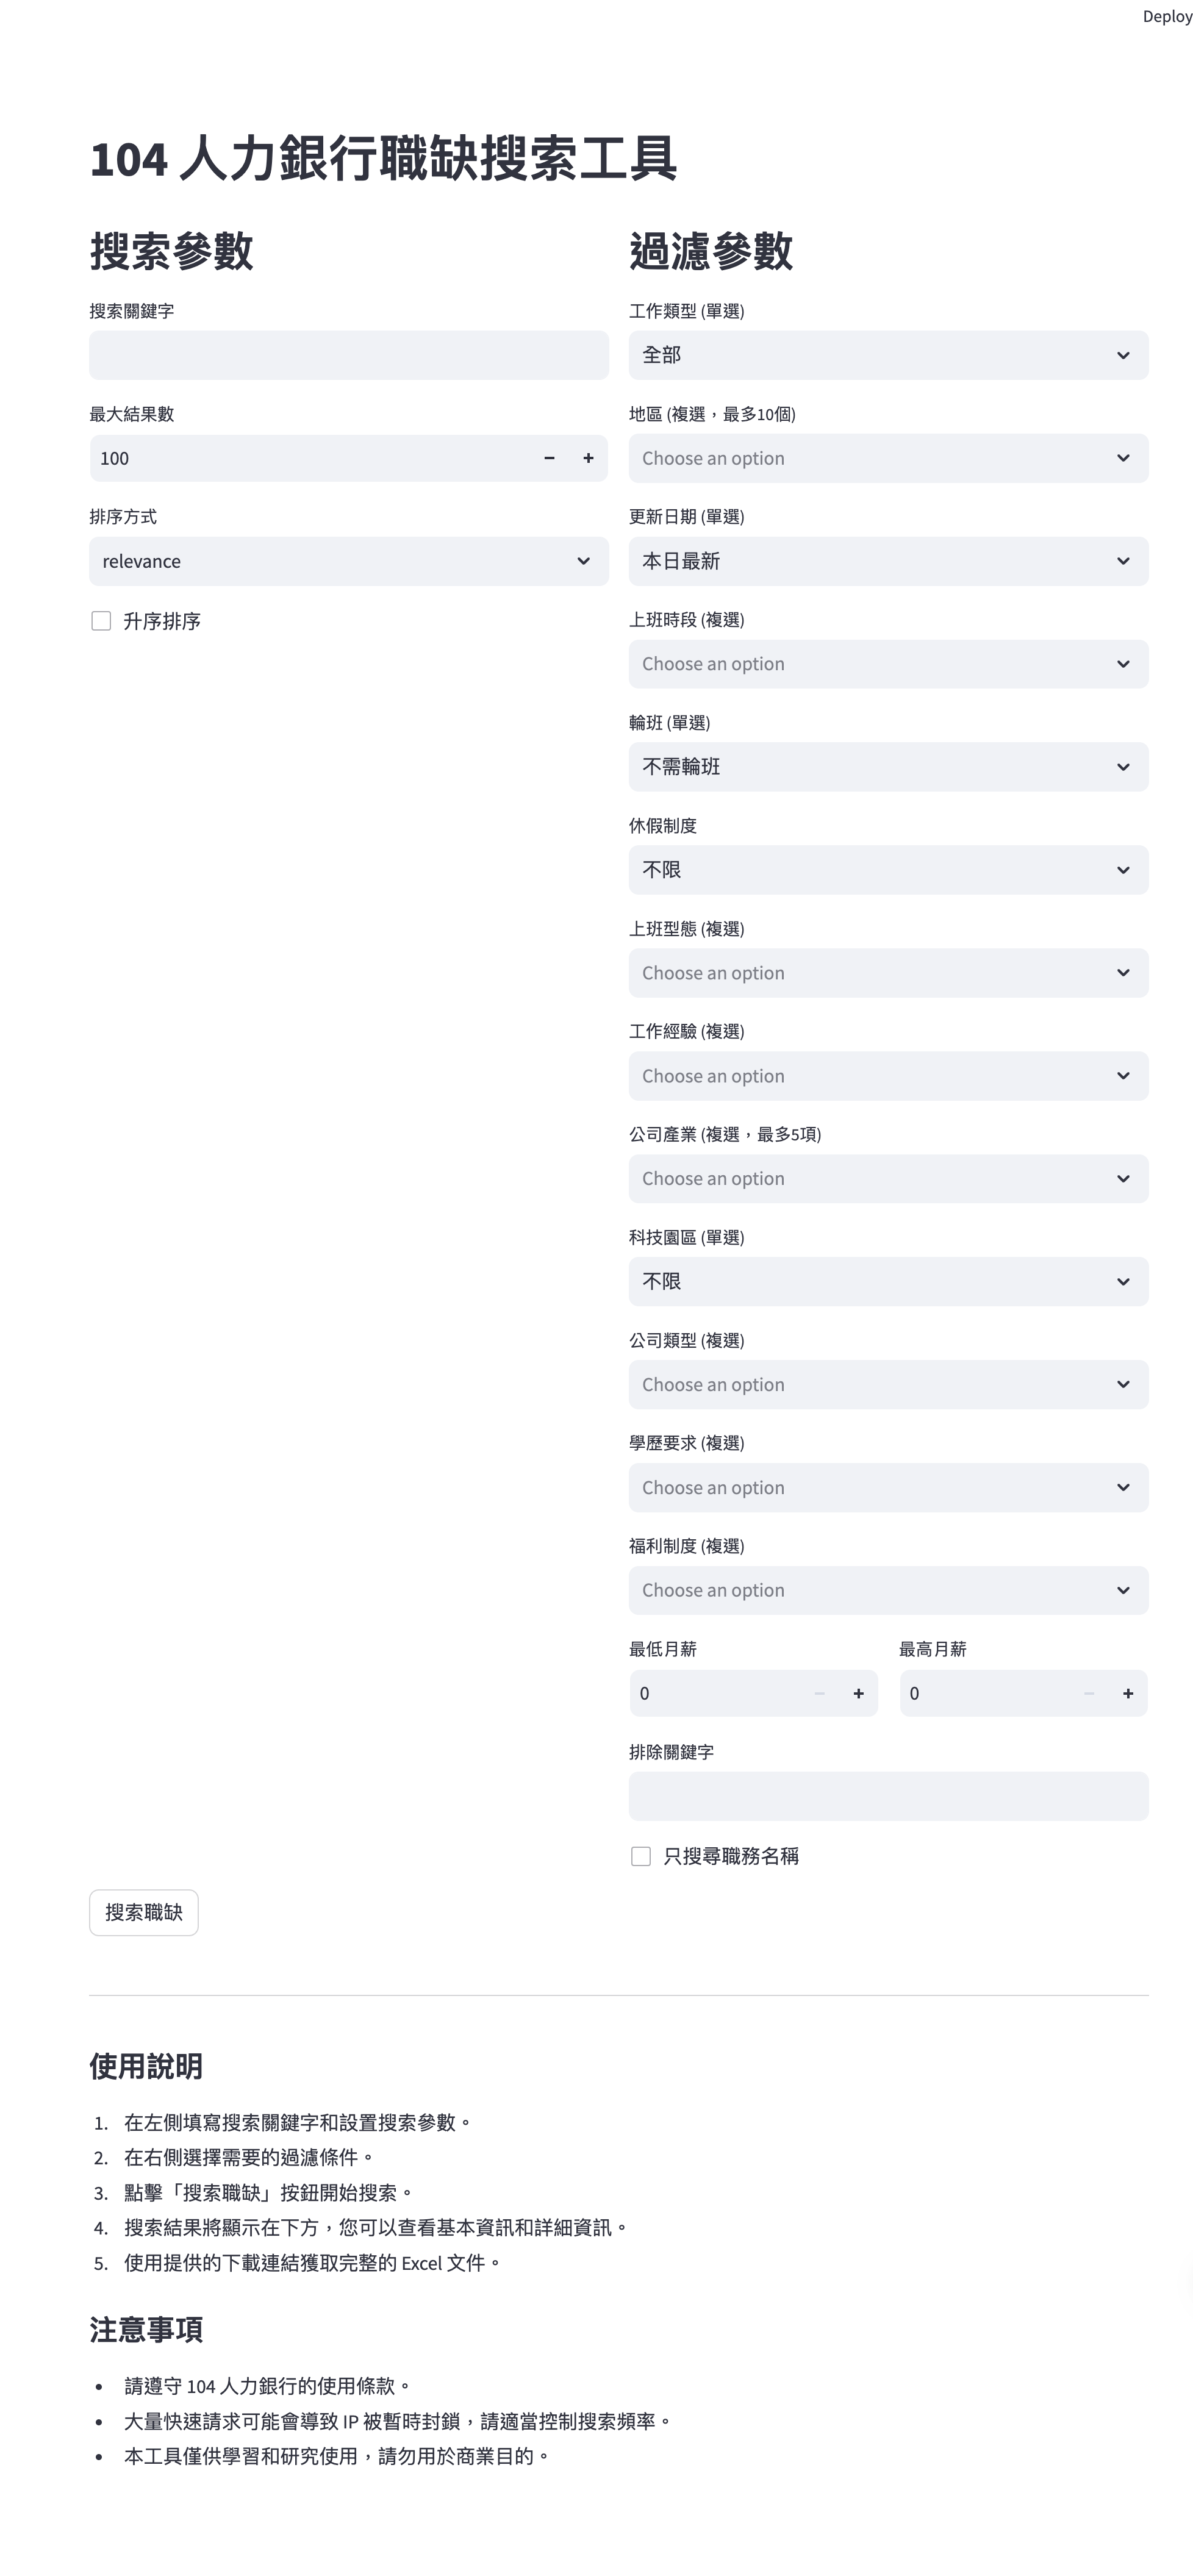 Deploy
104 人力銀行職缺搜索工具
搜索參數
搜索關鍵字
最大結果數
100
排序方式
relevance
升序排序
過濾參數
工作類型 (單選)
全部
地區 (複選，最多10個)
Choose an option
更新日期 (單選)
本日最新
上班時段 (複選)
Choose an option
輪班 (單選)
不需輪班
休假制度
不限
上班型態 (複選)
Choose an option
工作經驗 (複選)
Choose an option
公司產業 (複選，最多5項)
Choose an option
科技園區 (單選)
不限
公司類型 (複選)
Choose an option
學歷要求 (複選)
Choose an option
福利制度 (複選)
Choose an option
最低月薪
0
最高月薪
0
排除關鍵字
只搜尋職務名稱
搜索職缺
使用說明
1. 在左側填寫搜索關鍵字和設置搜索參數。
2. 在右側選擇需要的過濾條件。
3. 點擊「搜索職缺」按鈕開始搜索。
4. 搜索結果將顯示在下方，您可以查看基本資訊和詳細資訊。
5. 使用提供的下載連結獲取完整的 Excel 文件。
注意事項
• 請遵守 104 人力銀行的使用條款。
• 大量快速請求可能會導致 IP 被暫時封鎖，請適當控制搜索頻率。
• 本工具僅供學習和研究使用，請勿用於商業目的。